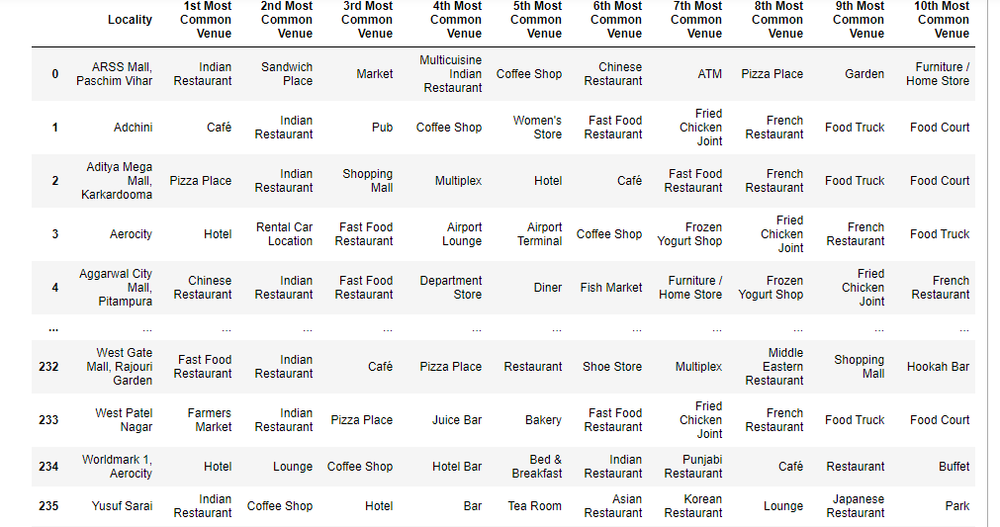 Locality 1st Most Common Venue 2nd Most Common Venue 3rd Most Common Venue 4th Most Common Venue 5th Most Common Venue 6th Most Common Venue 7th Most Common Venue 8th Most Common Venue 9th Most Common Venue 10th Most Common Venue
0 ARSS Mall, Paschim Vihar Indian Restaurant Sandwich Place Market Multicuisine Indian Restaurant Coffee Shop Chinese Restaurant ATM Pizza Place Garden Furniture / Home Store
1 Adchini Café Indian Restaurant Pub Coffee Shop Women's Store Fast Food Restaurant Fried Chicken Joint French Restaurant Food Truck Food Court
2 Aditya Mega Mall, Karkardooma Pizza Place Indian Restaurant Shopping Mall Multiplex Hotel Café Fast Food Restaurant French Restaurant Food Truck Food Court
3 Aerocity Hotel Rental Car Location Fast Food Restaurant Airport Lounge Airport Terminal Coffee Shop Frozen Yogurt Shop Fried Chicken Joint French Restaurant Food Truck
4 Aggarwal City Mall, Pitampura Chinese Restaurant Indian Restaurant Fast Food Restaurant Department Store Diner Fish Market Furniture / Home Store Frozen Yogurt Shop Fried Chicken Joint French Restaurant
... ... ... ... ... ... ... ... ... ... ... ...
232 West Gate Mall, Rajouri Garden Fast Food Restaurant Indian Restaurant Café Pizza Place Restaurant Shoe Store Multiplex Middle Eastern Restaurant Shopping Mall Hookah Bar
233 West Patel Nagar Farmers Market Indian Restaurant Pizza Place Juice Bar Bakery Fast Food Restaurant Fried Chicken Joint French Restaurant Food Truck Food Court
234 Worldmark 1, Aerocity Hotel Lounge Coffee Shop Hotel Bar Bed & Breakfast Indian Restaurant Punjabi Restaurant Café Restaurant Buffet
235 Yusuf Sarai Indian Restaurant Coffee Shop Hotel Bar Tea Room Asian Restaurant Korean Restaurant Lounge Japanese Restaurant Park